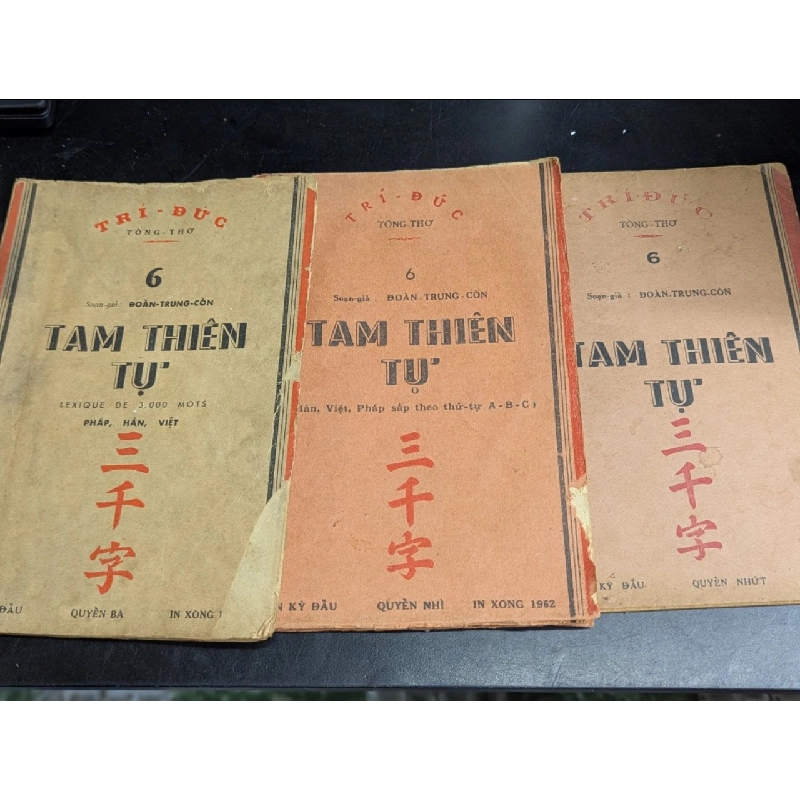 TRÍ-ĐỨC
TÒNG-THƠ
6
Soạn-giả: ĐOÀN-TRUNG-CÒN
TAM THIÊN
TỰ
LEXIQUE DE 3.000 MOTS
PHÁP, HÁN, VIỆT
三
千
字
ĐẦU QUYỀN BA IN XONG
TRÍ-ĐỨC
TÒNG-THƠ
6
Soạn-giả : ĐOÀN-TRUNG-CÒN
TAM THIÊN
TỰ
Hán, Việt, Pháp sắp theo thứ-tự A-B-C)
三
千
字
KỲ ĐẦU QUYỀN NHÌ IN XONG 1962
TRÍ-ĐỨC
TÒNG-THƠ
6
Soạn-giả : ĐOÀN-TRUNG-CÒN
TAM THIÊN
TỰ
三
千
字
KỲ ĐẦU QUYỀN NHỨT